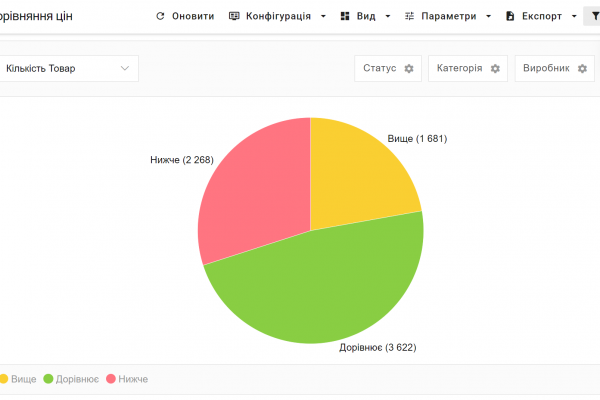 орівняння цін Оновити Конфігурація Вид Параметри Експорт
Кількість Товар Статус Категорія Виробник
Вище (1 681)
Нижче (2 268)
Дорівнює (3 622)
Вище Дорівнює Нижче